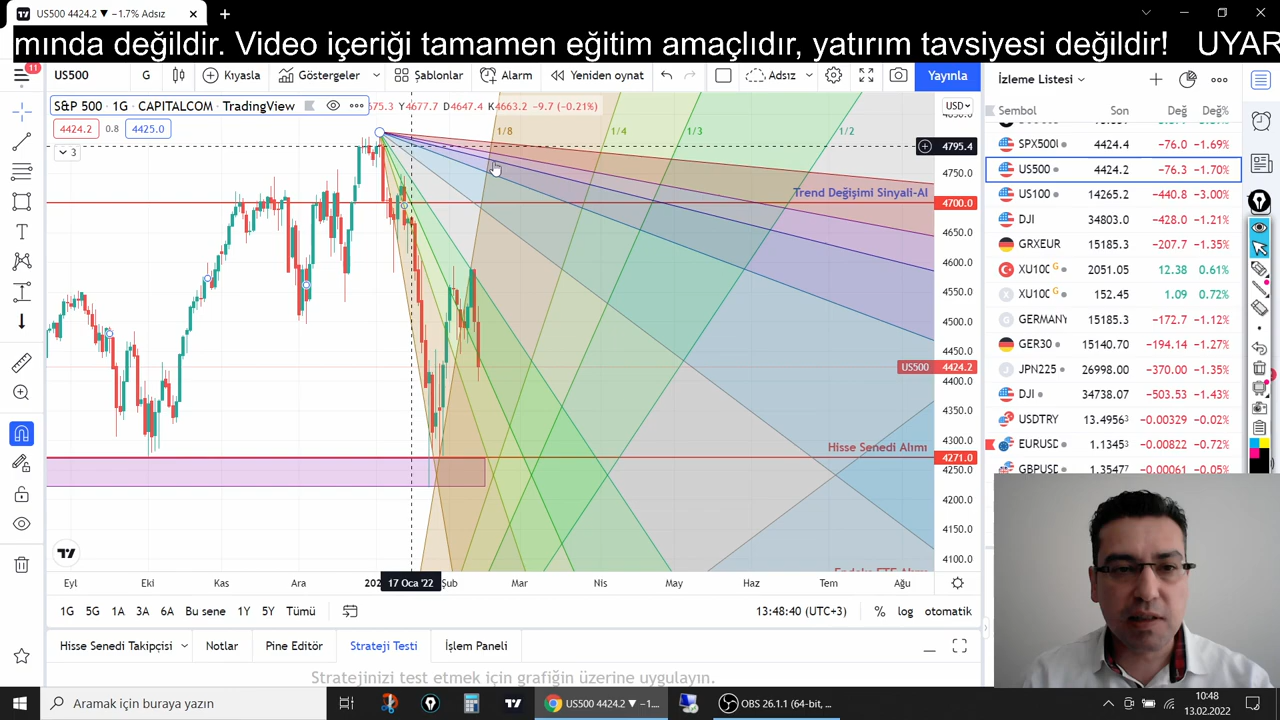 US500 4424.2 ▼ −1.7% Adsız
mında değildir. Video içeriği tamamen eğitim amaçlıdır, yatırım tavsiyesi değildir! UYAR
11
US500
G
Kıyasla
Göstergeler
Şablonlar
Alarm
Yeniden oynat
Adsız
Yayınla
İzleme Listesi
S&P 500 · 1G · CAPITALCOM · TradingView
675.3 Y4677.7 D4647.4 K4663.2 −9.7 (−0.21%)
USD
4424.2
0.8
4425.0
3
1/8
1/4
1/3
1/2
4795.4
4750.0
Trend Değişimi Sinyali-Al
4700.0
4650.0
4600.0
4550.0
4500.0
4450.0
US500 4424.2
4400.0
4350.0
4300.0
Hisse Senedi Alımı
4271.0
4250.0
4200.0
4150.0
4100.0
Eyl
Eki
Kas
Ara
17 Oca '22
Şub
Mar
Nis
May
Haz
Tem
Ağu
1G 5G 1A 3A 6A Bu sene 1Y 5Y Tümü
13:48:40 (UTC+3)
% log otomatik
Hisse Senedi Takipçisi
Notlar
Pine Editör
Strateji Testi
İşlem Paneli
Stratejinizi test etmek için grafiğin üzerine uygulayın.
Sembol Son Değ Değ%
4424.4 −76.0 −1.69%
US500 4424.2 −76.3 −1.70%
US100 14265.2 −440.8 −3.00%
DJI 34803.0 −428.0 −1.21%
GRXEUR 15185.3 −207.7 −1.35%
XU100 G 2051.05 12.38 0.61%
XU100 G 152.45 1.09 0.72%
GERMANY 15185.3 −172.7 −1.12%
GER30 15140.70 −194.14 −1.27%
JPN225 26998.00 −370.00 −1.35%
DJI 34738.07 −503.53 −1.43%
USDTRY 13.49563 −0.00329 −0.02%
EURUSD 1.13453 −0.00822 −0.72%
GBPUSD 1.35477 −0.00061 −0.05%
Aramak için buraya yazın
US500 4424.2 ▼ −1....
OBS 26.1.1 (64-bit, ...
10:48
13.02.2022